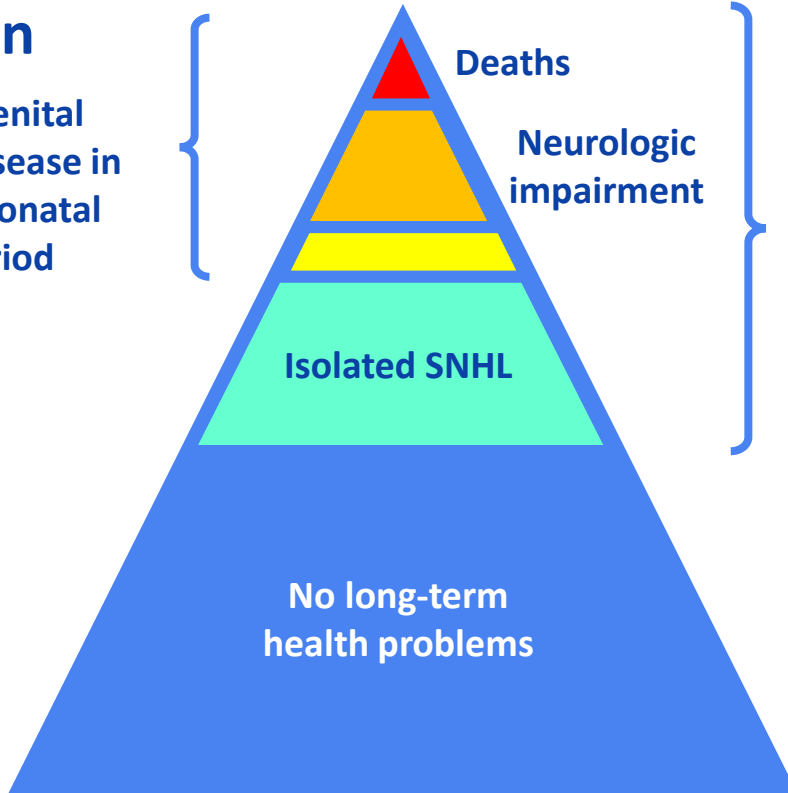 n
enital
sease in
onatal
riod
Deaths
Neurologic
impairment
Isolated SNHL
No long-term
health problems